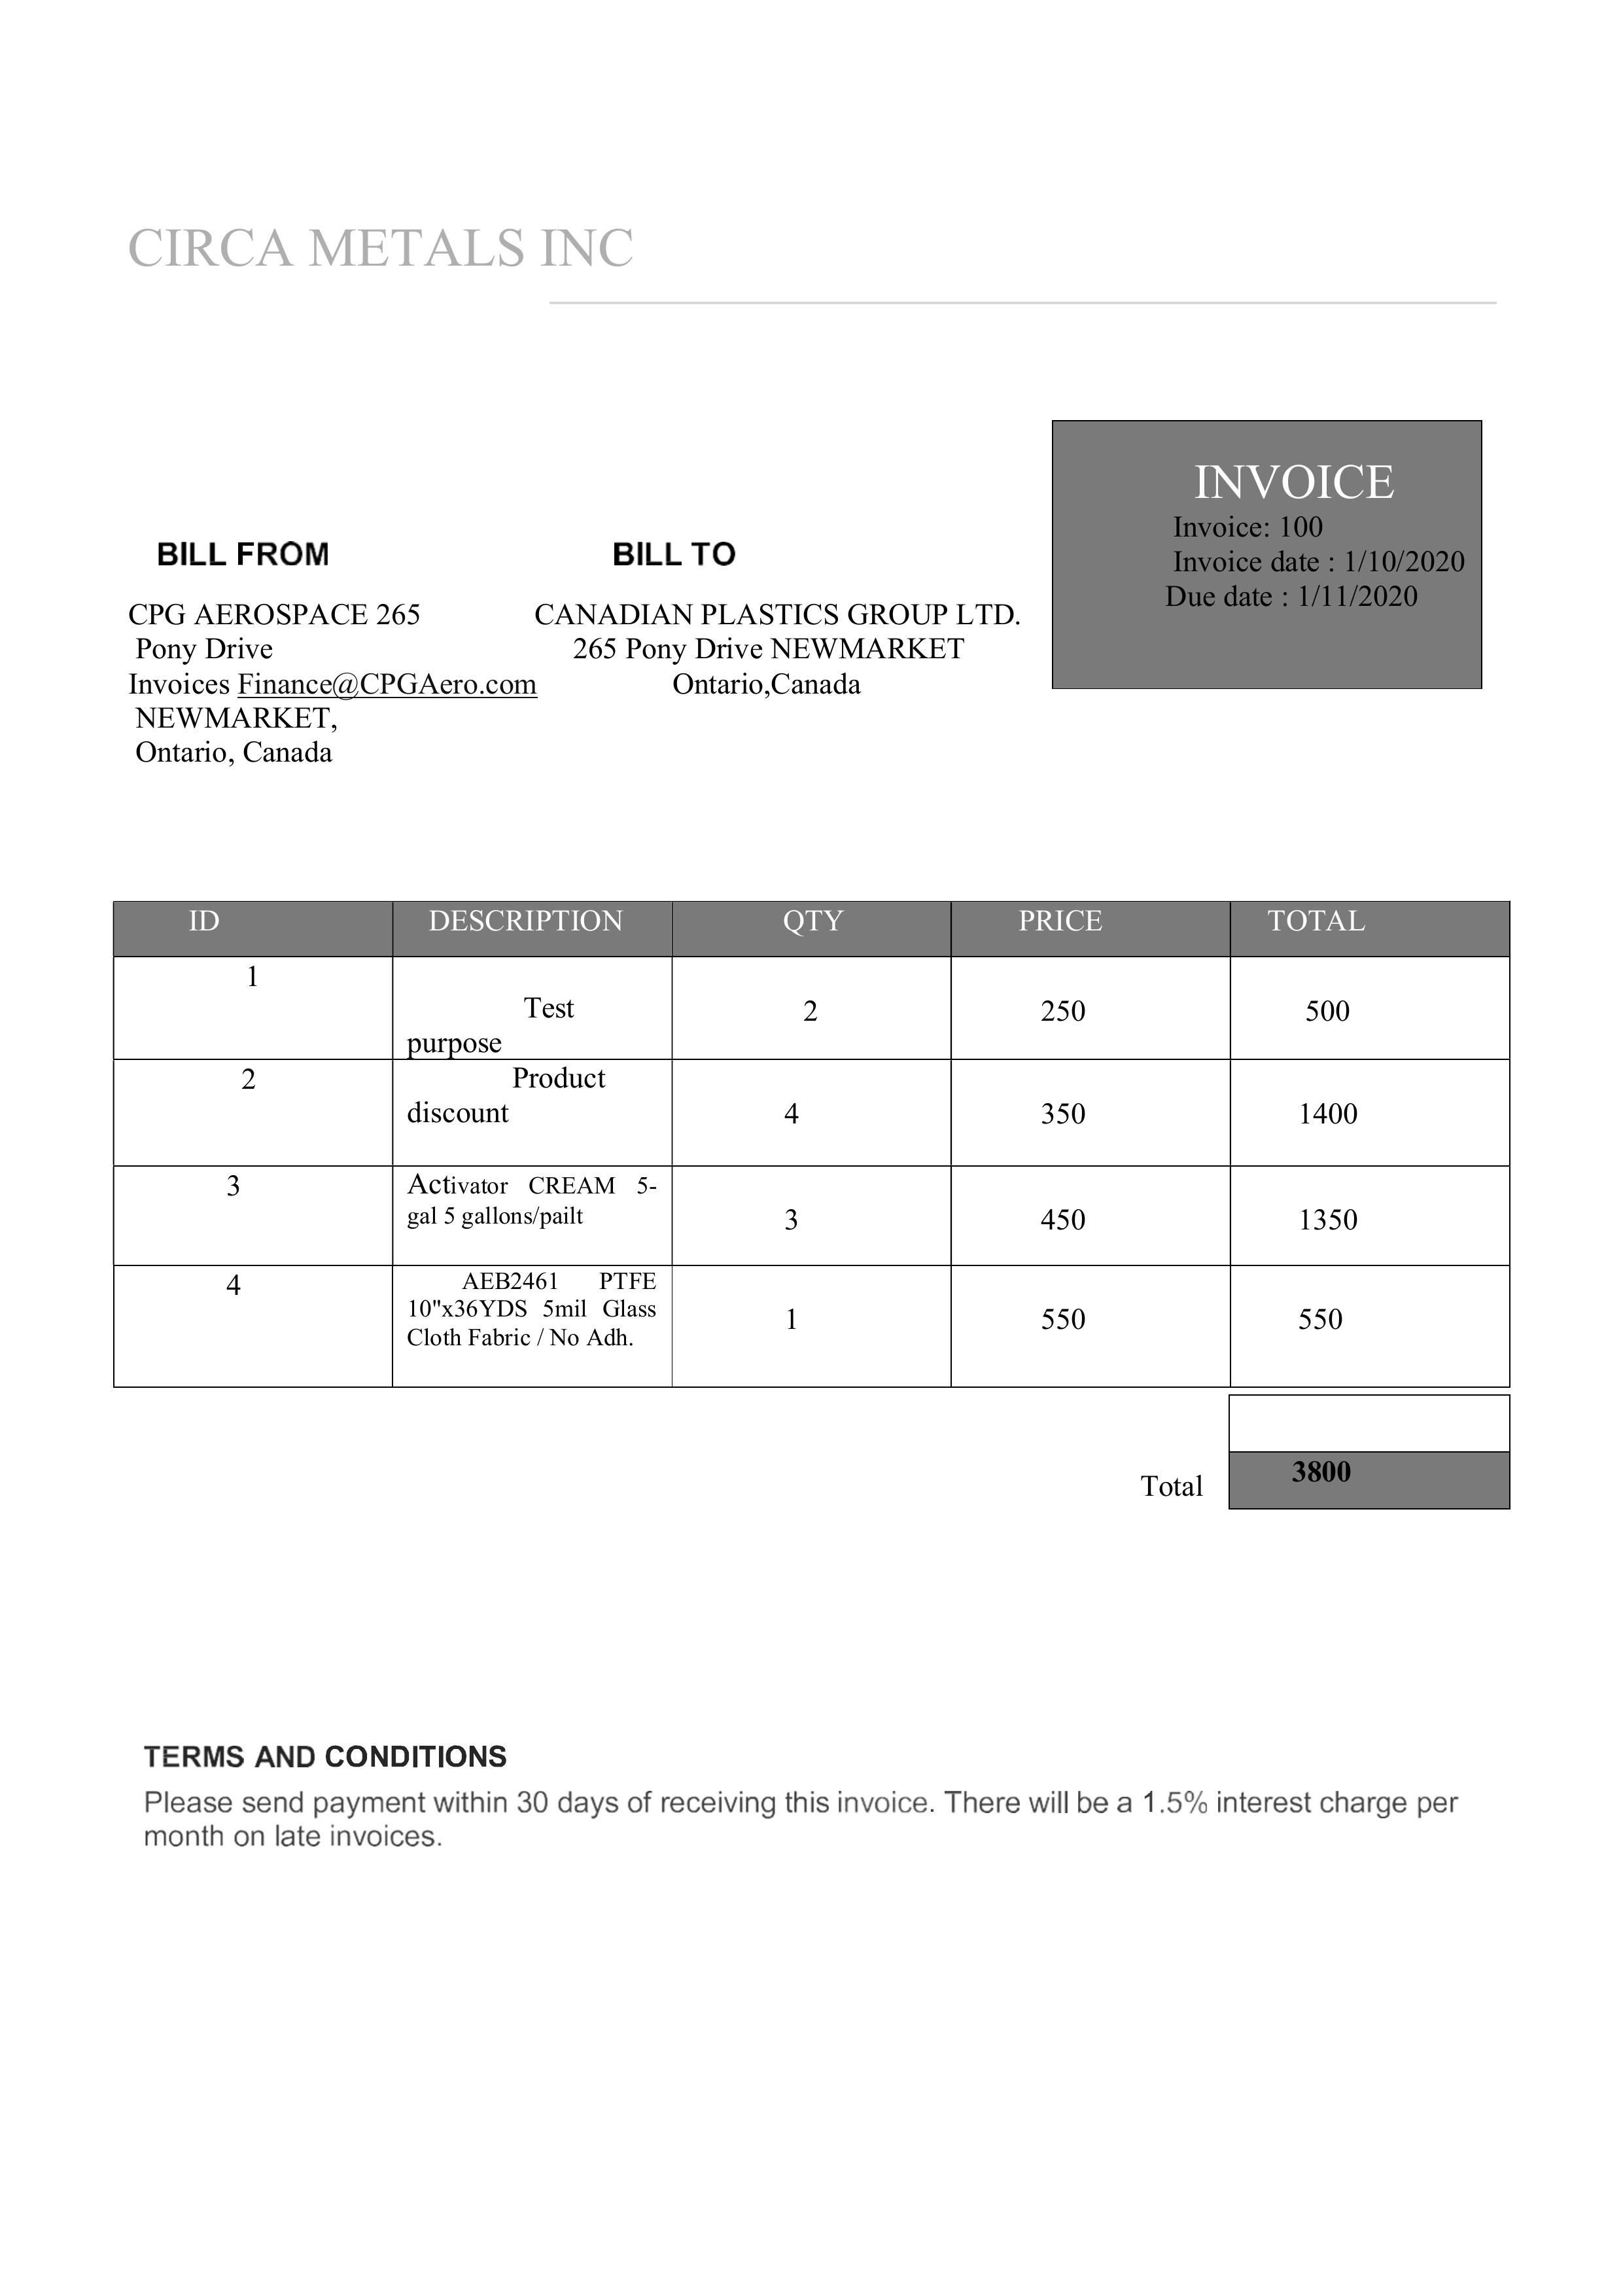 CIRCA METALS INC
INVOICE
Invoice: 100
Invoice date : 1/10/2020
Due date : 1/11/2020
BILL FROM
CPG AEROSPACE 265
Pony Drive
Invoices Finance@CPGAero.com
NEWMARKET,
Ontario, Canada
BILL TO
CANADIAN PLASTICS GROUP LTD.
265 Pony Drive NEWMARKET
Ontario,Canada
ID DESCRIPTION QTY PRICE TOTAL
1
Test
purpose
2 250 500
2
Product
discount
4 350 1400
3
Activator CREAM 5-
gal 5 gallons/pailt
3 450 1350
4
AEB2461 PTFE
10"x36YDS 5mil Glass
Cloth Fabric / No Adh.
1 550 550
Total 3800
TERMS AND CONDITIONS
Please send payment within 30 days of receiving this invoice. There will be a 1.5% interest charge per
month on late invoices.